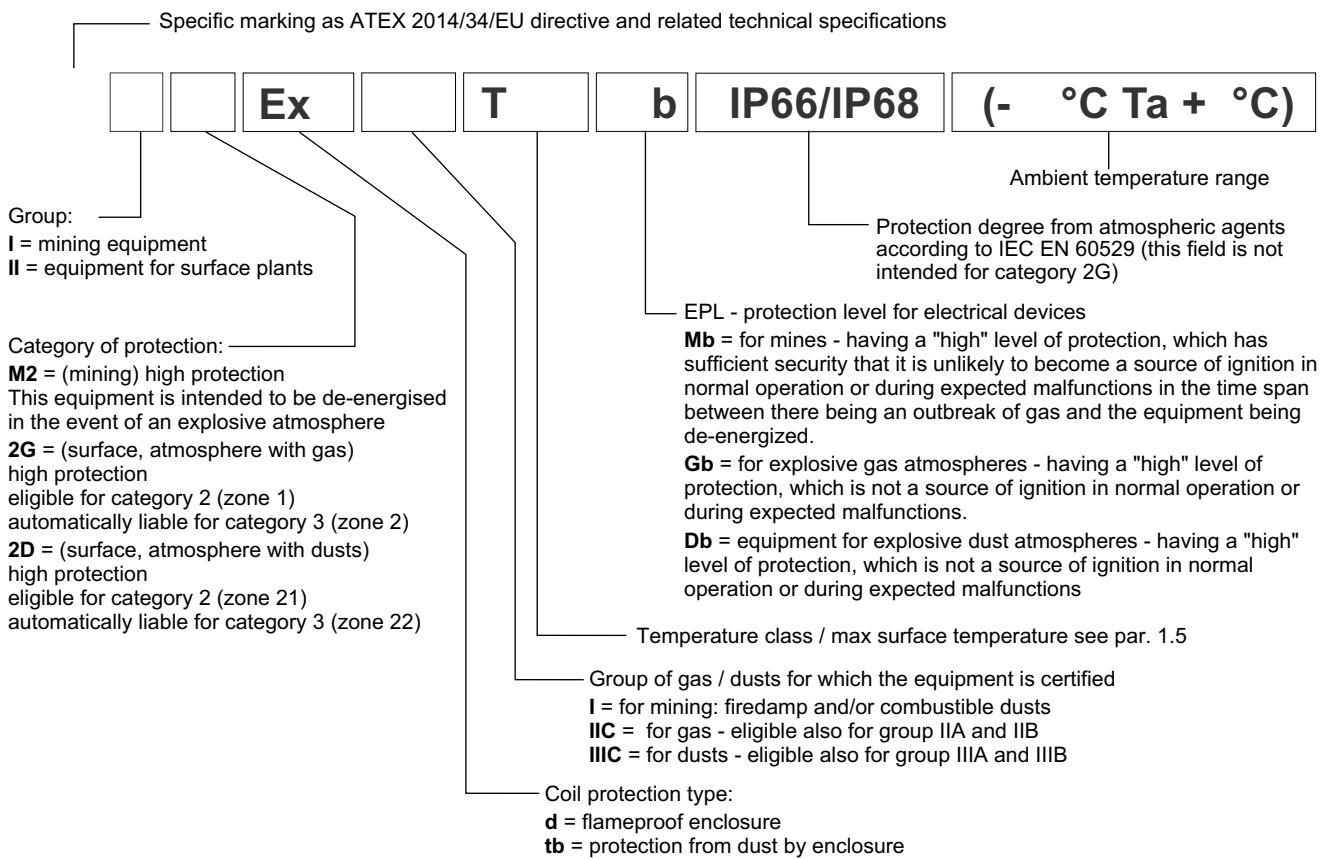 Specific marking as ATEX 2014/34/EU directive and related technical specifications
Ex T b IP66/IP68 (- °C Ta + °C)
Ambient temperature range
Group:
I = mining equipment
II = equipment for surface plants
Protection degree from atmospheric agents
according to IEC EN 60529 (this field is not
intended for category 2G)
EPL - protection level for electrical devices
Mb = for mines - having a "high" level of protection, which has
sufficient security that it is unlikely to become a source of ignition in
normal operation or during expected malfunctions in the time span
between there being an outbreak of gas and the equipment being
de-energized.
Gb = for explosive gas atmospheres - having a "high" level of
protection, which is not a source of ignition in normal operation or
during expected malfunctions.
Db = equipment for explosive dust atmospheres - having a "high"
level of protection, which is not a source of ignition in normal
operation or during expected malfunctions
Category of protection:
M2 = (mining) high protection
This equipment is intended to be de-energised
in the event of an explosive atmosphere
2G = (surface, atmosphere with gas)
high protection
eligible for category 2 (zone 1)
automatically liable for category 3 (zone 2)
2D = (surface, atmosphere with dusts)
high protection
eligible for category 2 (zone 21)
automatically liable for category 3 (zone 22)
Temperature class / max surface temperature see par. 1.5
Group of gas / dusts for which the equipment is certified
I = for mining: firedamp and/or combustible dusts
IIC = for gas - eligible also for group IIA and IIB
IIIC = for dusts - eligible also for group IIIA and IIIB
Coil protection type:
d = flameproof enclosure
tb = protection from dust by enclosure